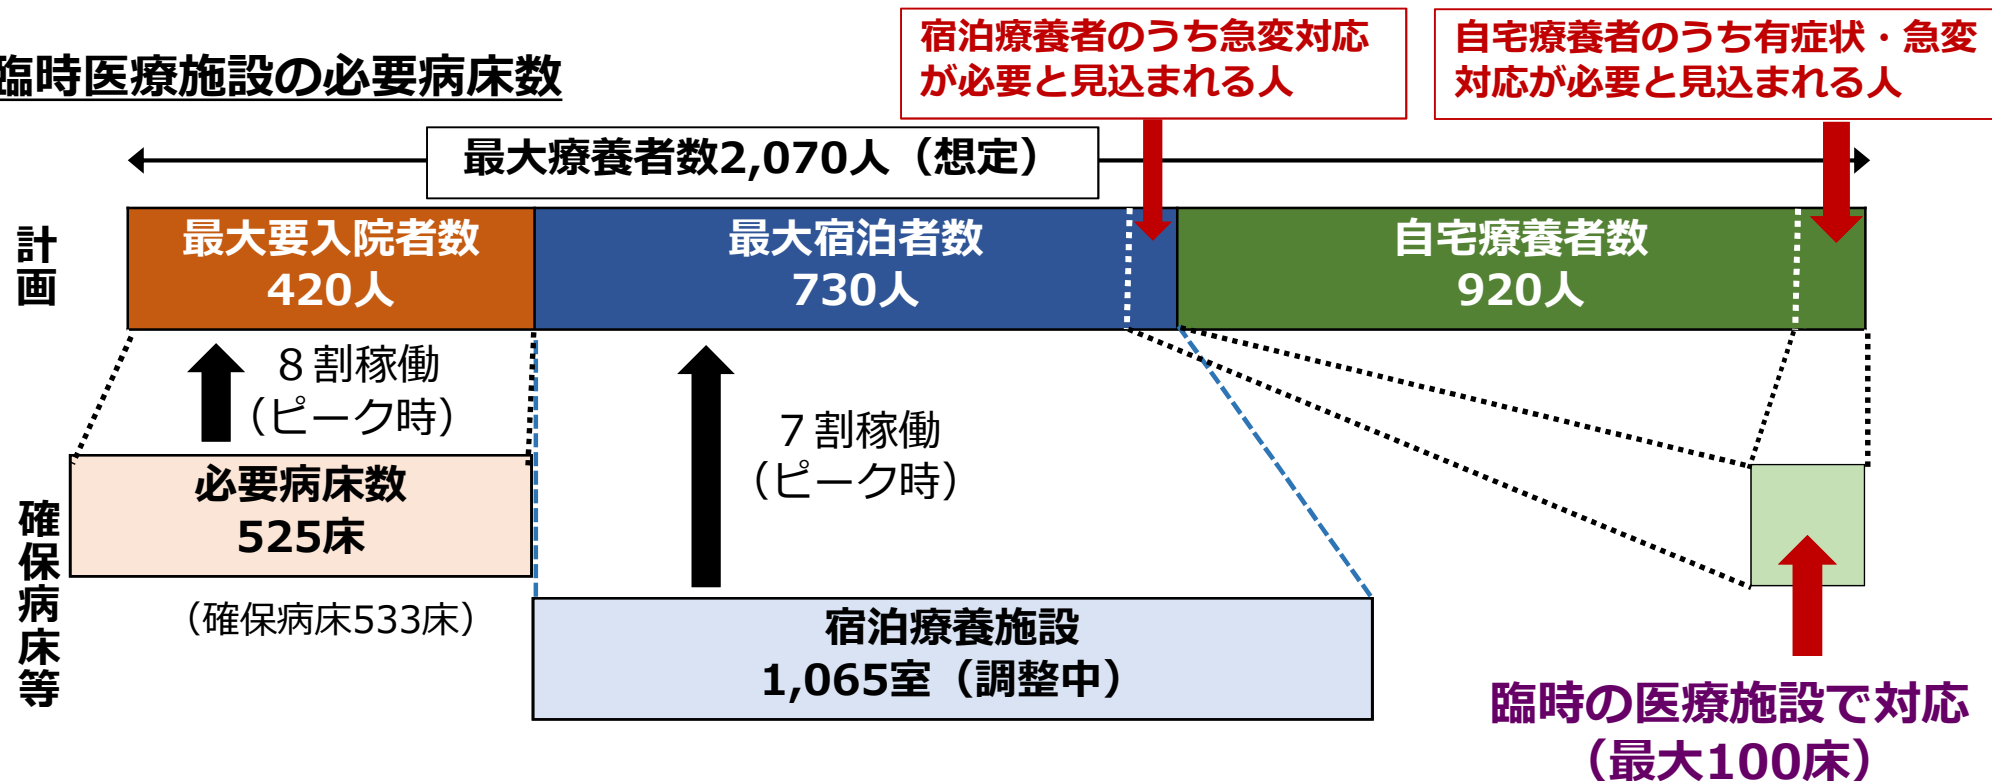 臨時医療施設の必要病床数
宿泊療養者のうち急変対応
が必要と見込まれる人
自宅療養者のうち有症状・急変
対応が必要と見込まれる人
最大療養者数2,070人（想定）
計画
最大要入院者数
420人
最大宿泊者数
730人
自宅療養者数
920人
８割稼働
（ピーク時）
７割稼働
（ピーク時）
確保病床等
必要病床数
525床
（確保病床533床）
宿泊療養施設
1,065室（調整中）
臨時の医療施設で対応
（最大100床）